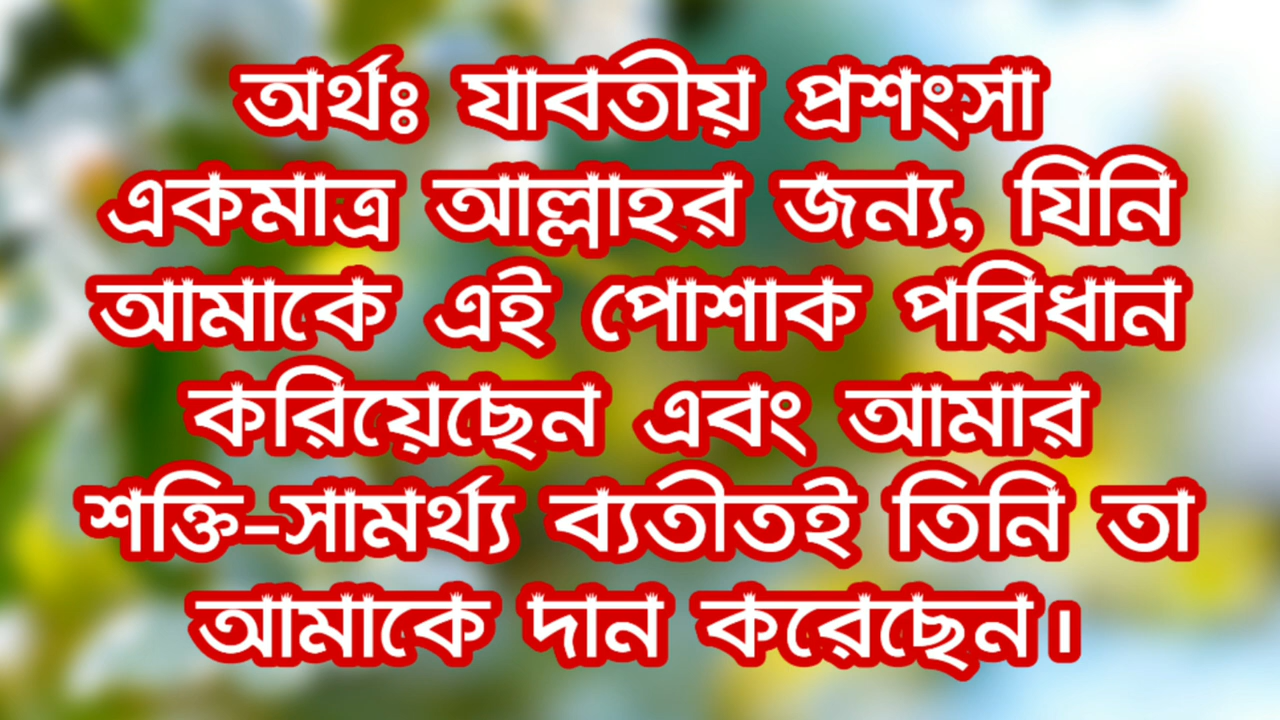 অর্থঃ যাবতীয় প্রশংসা
একমাত্র আল্লাহর জন্য, যিনি
আমাকে এই পোশাক পরিধান
করিয়েছেন এবং আমার
শক্তি-সামর্থ্য ব্যতীতই তিনি তা
আমাকে দান করেছেন।